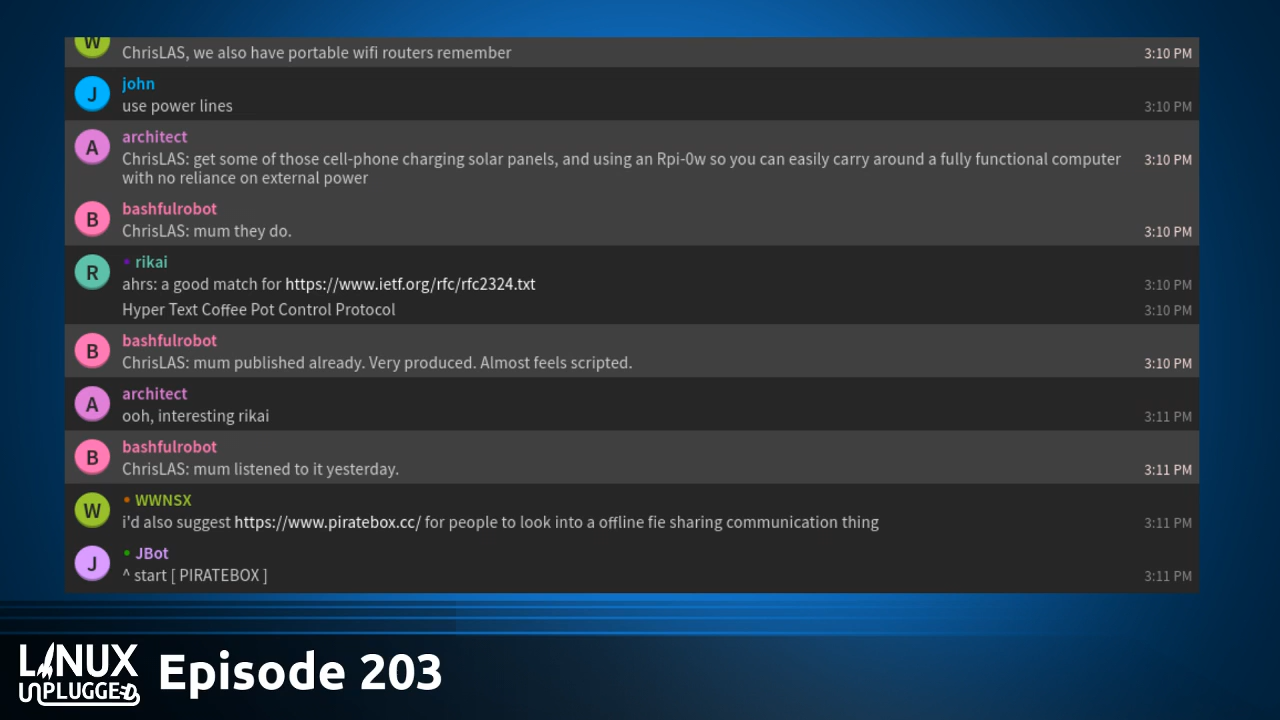 W
ChrisLAS, we also have portable wifi routers remember 3:10 PM
J
john
use power lines 3:10 PM
A
architect
ChrisLAS: get some of those cell-phone charging solar panels, and using an Rpi-0w so you can easily carry around a fully functional computer 3:10 PM
with no reliance on external power
B
bashfulrobot
ChrisLAS: mum they do. 3:10 PM
R
rikai
ahrs: a good match for https://www.ietf.org/rfc/rfc2324.txt 3:10 PM
Hyper Text Coffee Pot Control Protocol 3:10 PM
B
bashfulrobot
ChrisLAS: mum published already. Very produced. Almost feels scripted. 3:10 PM
A
architect
ooh, interesting rikai 3:11 PM
B
bashfulrobot
ChrisLAS: mum listened to it yesterday. 3:11 PM
W
WWNSX
i'd also suggest https://www.piratebox.cc/ for people to look into a offline fie sharing communication thing 3:11 PM
J
JBot
^ start [ PIRATEBOX ] 3:11 PM
LINUX
UNPLUGGED
Episode 203